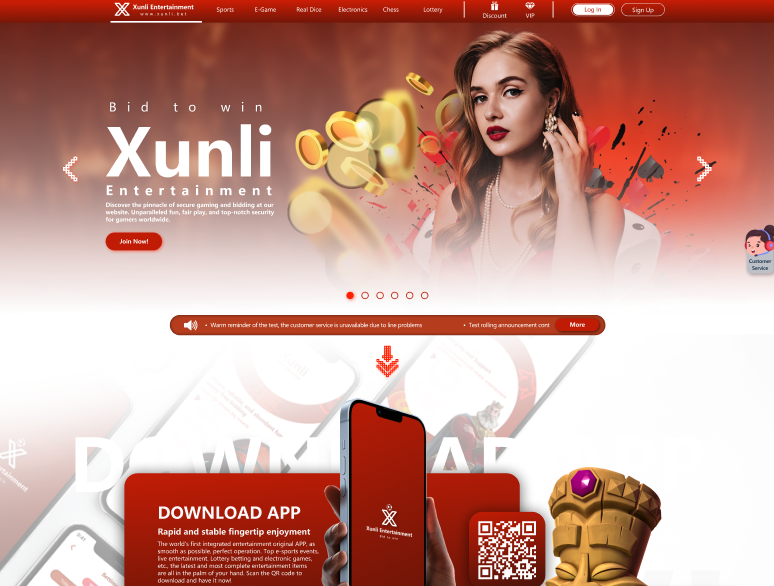 Xunli Entertainment
www.xunli.bet
Sports
E-Game
Real Dice
Electronics
Chess
Lottery
Discount
VIP
Log In
Sign Up
Bid to win
Xunli
Entertainment
Discover the pinnacle of secure gaming and bidding at our
website. Unparalleled fun, fair play, and top-notch security
for gamers worldwide.
Join Now!
Customer
Service
• Warm reminder of the test, the customer service is unavailable due to line problems
• Test rolling announcement cont
More
DOWNLOAD APP
DOWNLOAD APP
Rapid and stable fingertip enjoyment
The world's first integrated entertainment original APP, as
smooth as possible, perfect operation. Top e-sports events,
live entertainment. Lottery betting and electronic games,
etc., the latest and most complete entertainment items
are all in the palm of your hand. Scan the QR code to
download and have it now!
Xunli Entertainment
Bid to win